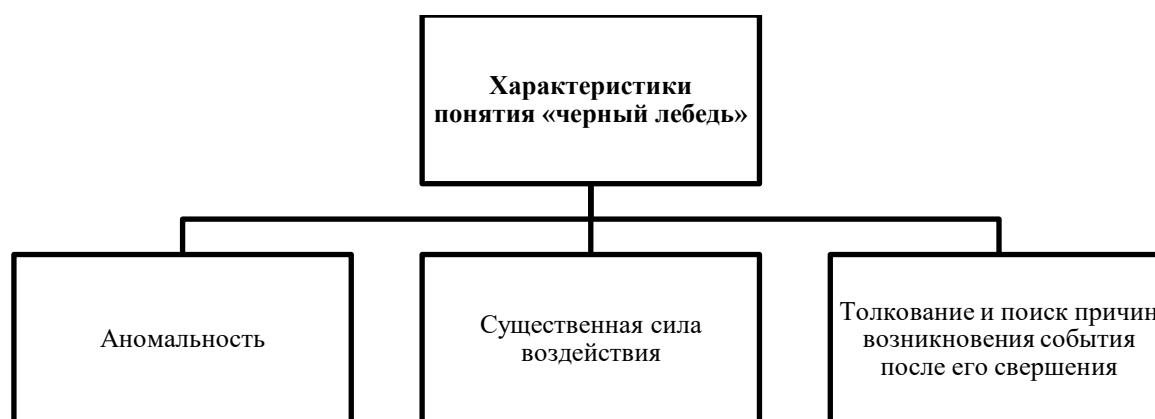 Характеристики
понятия «черный лебедь»
Аномальность
Существенная сила
воздействия
Толкование и поиск причин
возникновения события
после его свершения